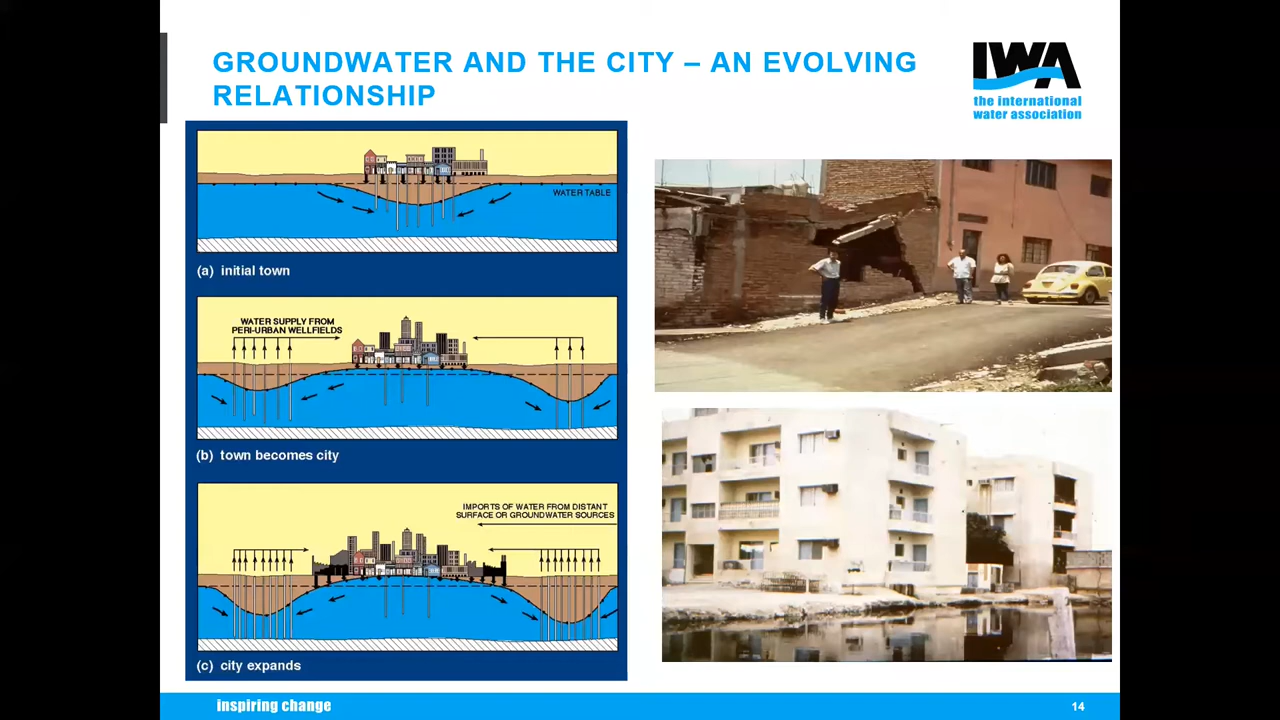 GROUNDWATER AND THE CITY – AN EVOLVING
RELATIONSHIP
IWA
the international
water association
WATER TABLE
(a) initial town
WATER SUPPLY FROM
PERI-URBAN WELLFIELDS
(b) town becomes city
IMPORTS OF WATER FROM DISTANT
SURFACE OR GROUNDWATER SOURCES
(c) city expands
inspiring change
14